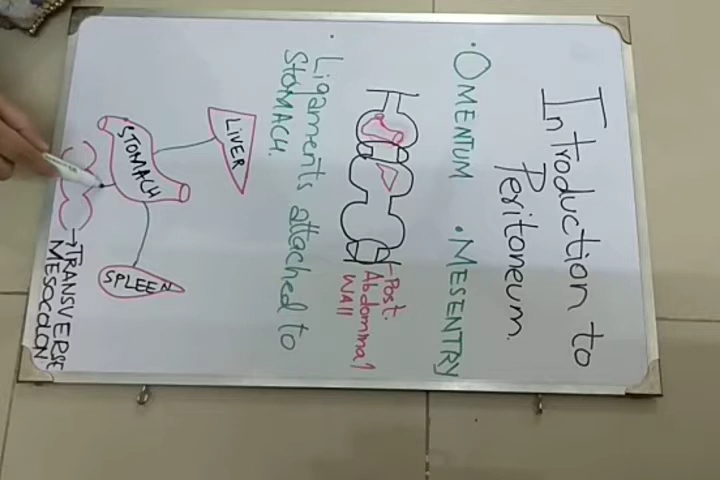 Introduction to
Peritoneum.
· OMENTUM · MESENTRY
Post.
Abdominal
WAll
· Ligaments attached to
STOMACH.
LIVER
STOMACH
SPLEEN
→TRANSVERSE
MESOCOLON